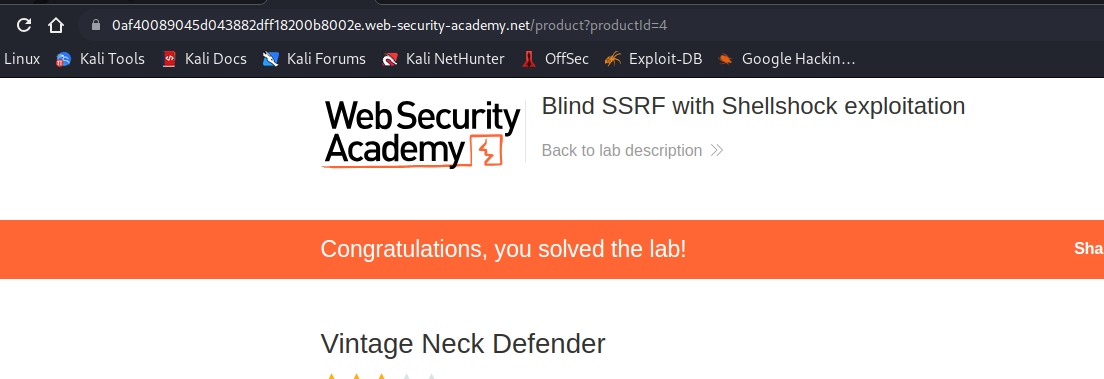 0af40089045d043882dff18200b8002e.web-security-academy.net/product?productId=4
Linux Kali Tools Kali Docs Kali Forums Kali NetHunter OffSec Exploit-DB Google Hackin…
Web Security
Academy
Blind SSRF with Shellshock exploitation
Back to lab description
Congratulations, you solved the lab!
Sha
Vintage Neck Defender